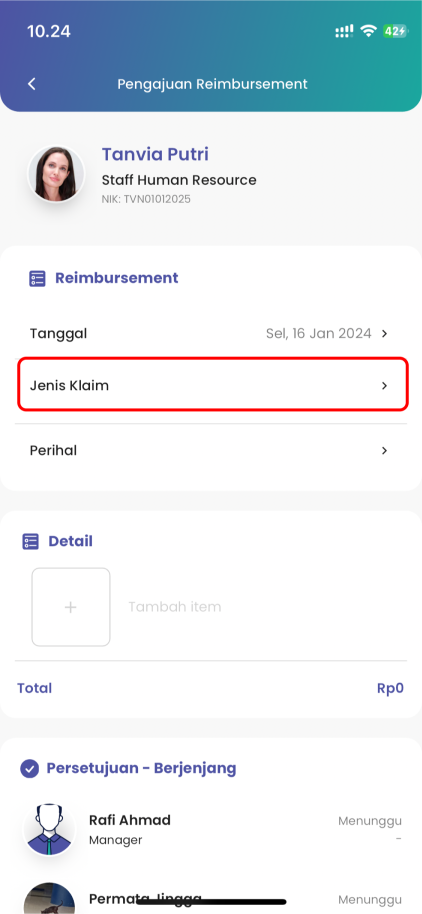 10.24
42
Pengajuan Reimbursement
Tanvia Putri
Staff Human Resource
NIK: TVN01012025
Reimbursement
Tanggal Sel, 16 Jan 2024
Jenis Klaim
Perihal
Detail
+ Tambah item
Total Rp0
Persetujuan - Berjenjang
Rafi Ahmad Menunggu
Manager -
Permata Jingga Menunggu